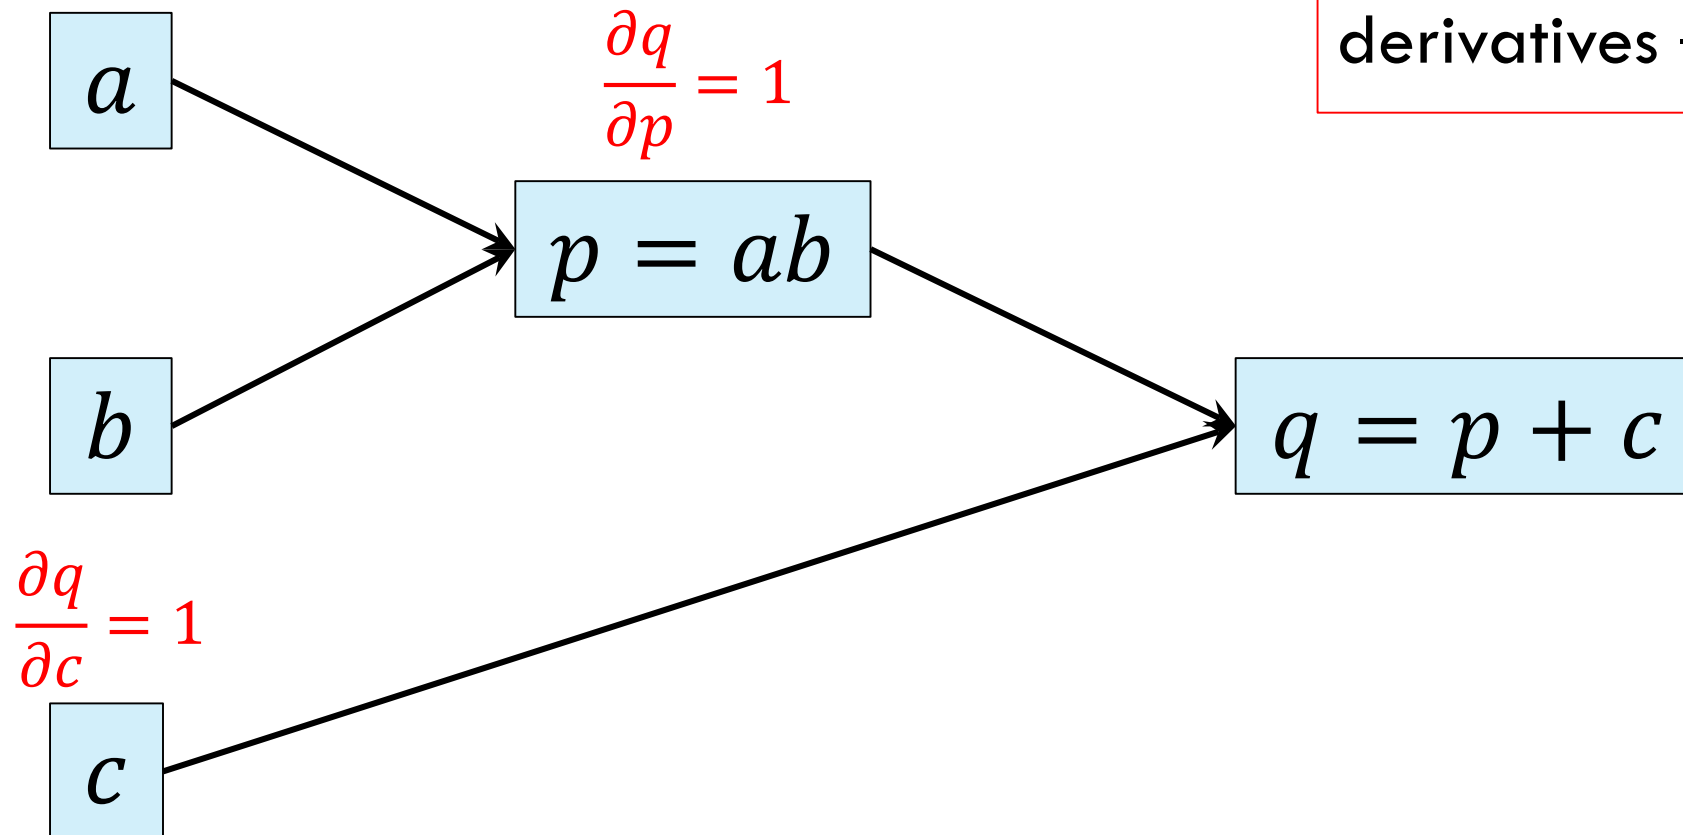 a
∂q/∂p = 1
derivatives
p = ab
b
q = p + c
∂q/∂c = 1
c